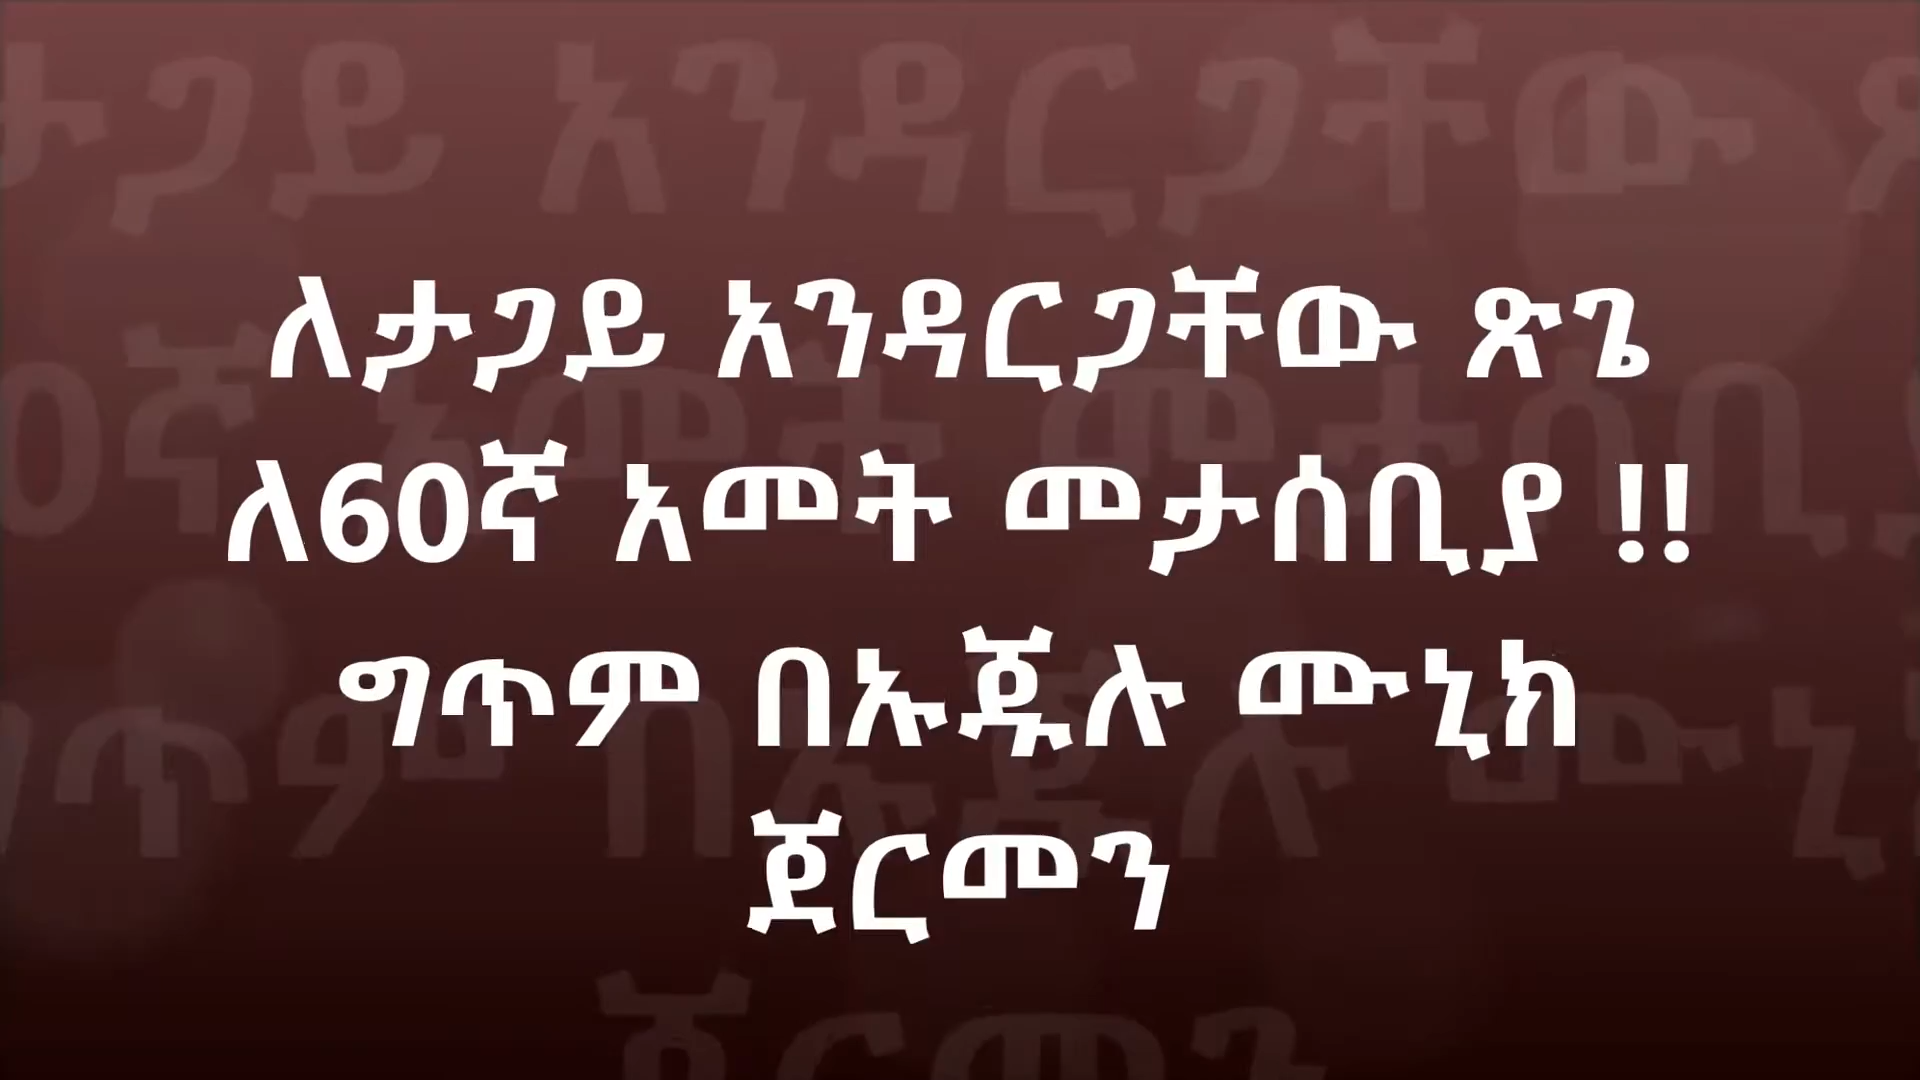 ለታጋይ አንዳርጋቸው ጽጌ
ለ60ኛ አመት መታሰቢያ !!
ግጥም በኡጁሉ ሙኒክ
ጀርመን